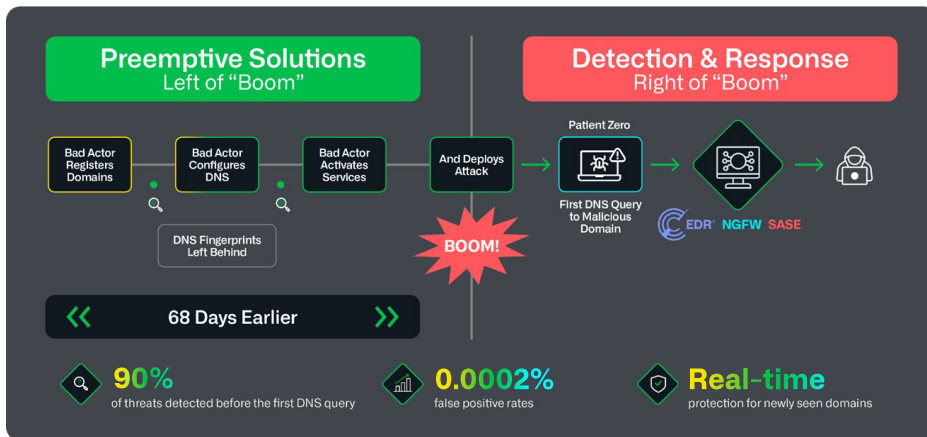 Preemptive Solutions
Left of "Boom"
Detection & Response
Right of "Boom"
Bad Actor
Registers
Domains
Bad Actor
Configures
DNS
Bad Actor
Activates
Services
And Deploys
Attack
Patient Zero
First DNS Query
to Malicious
Domain
EDR® NGFW SASE
DNS Fingerprints
Left Behind
BOOM!
68 Days Earlier
90%
of threats detected before the first DNS query
0.0002%
false positive rates
Real-time
protection for newly seen domains